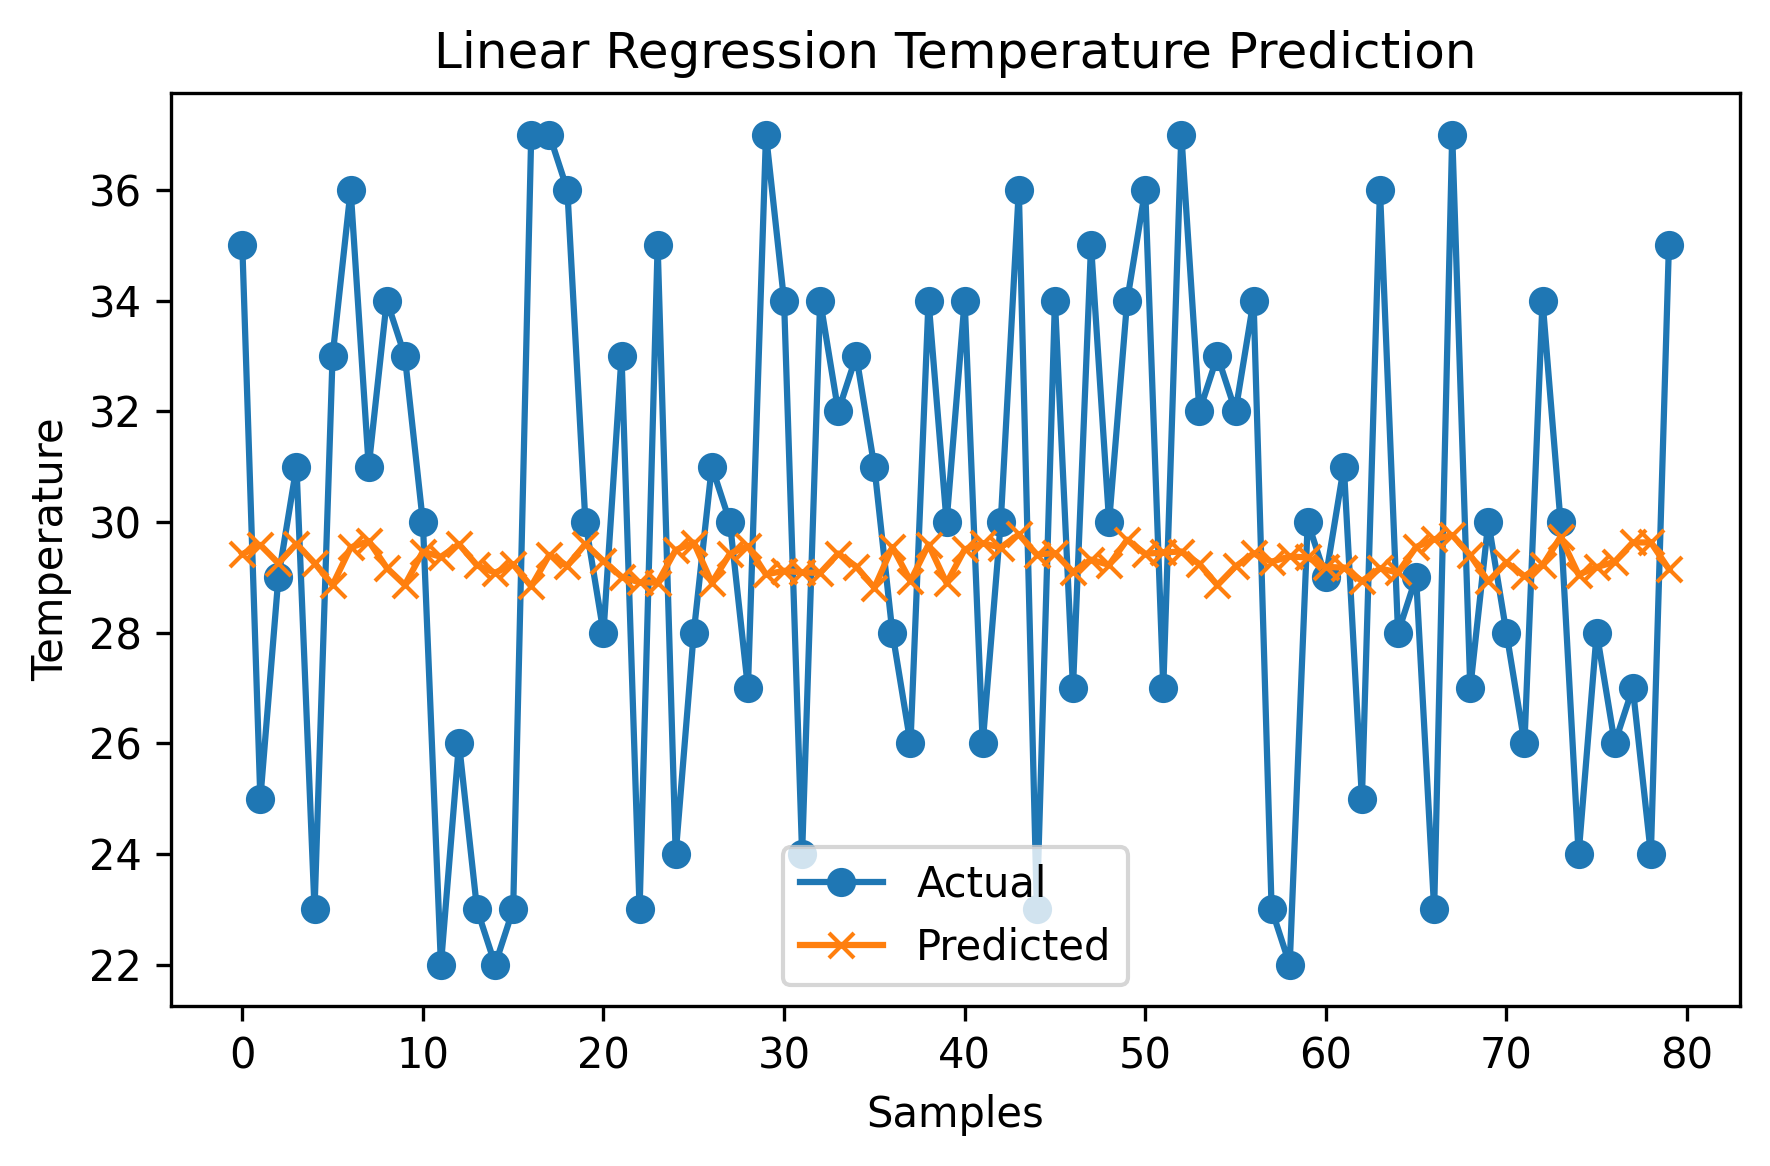 Linear Regression Temperature Prediction
Temperature
36
34
32
30
28
26
24
22
Actual
Predicted
0 10 20 30 40 50 60 70 80
Samples